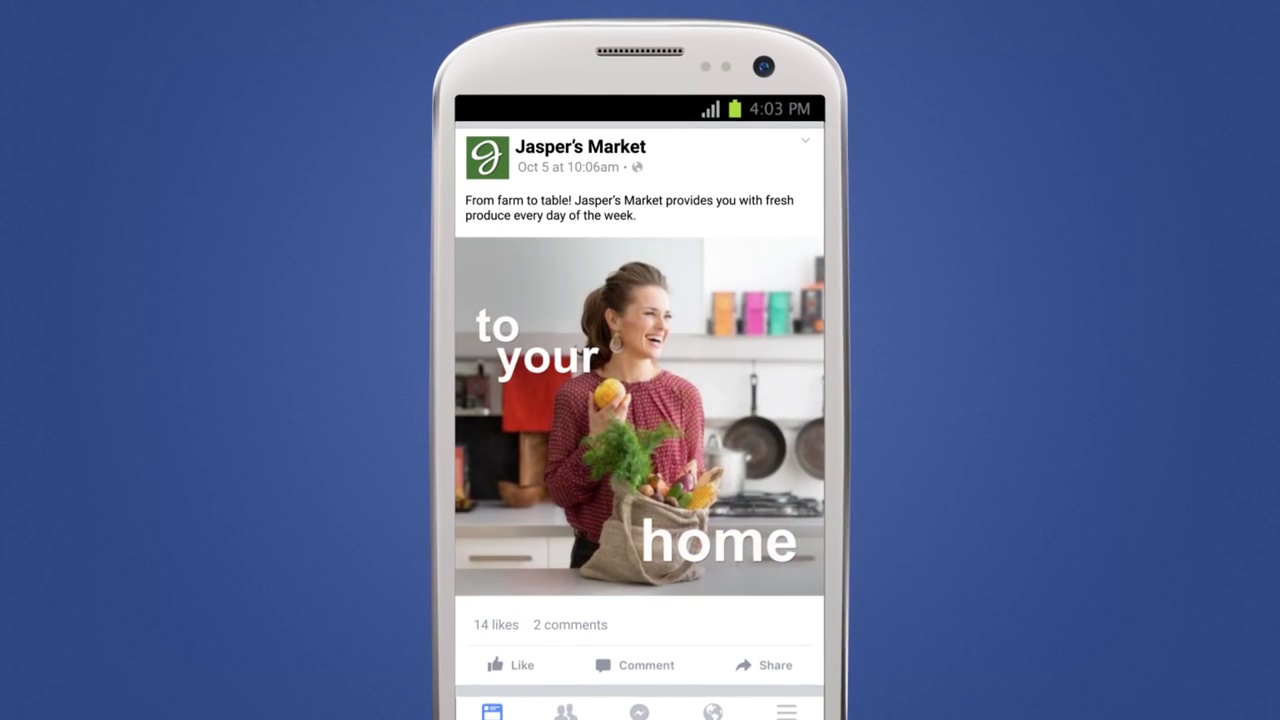 4:03 PM
Jasper's Market
Oct 5 at 10:06am •
From farm to table! Jasper's Market provides you with fresh
produce every day of the week.
to
your
home
14 likes 2 comments
Like Comment Share